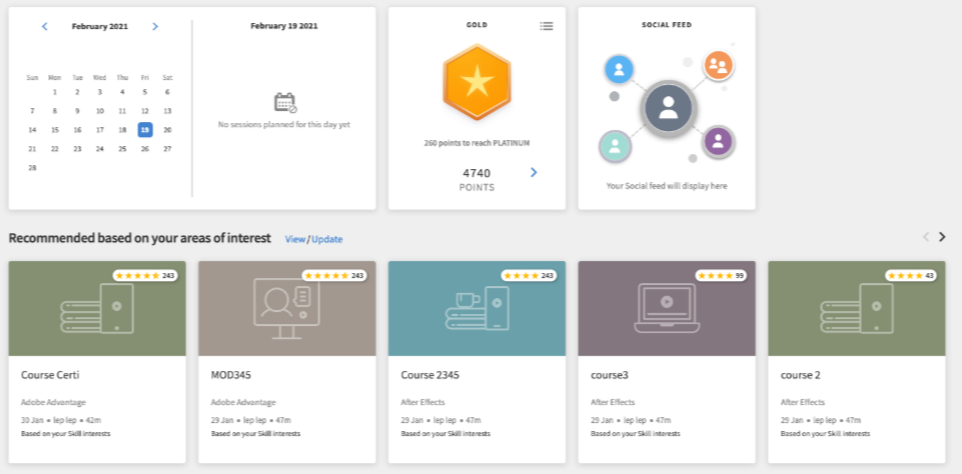 February 2021
Sun Mon Tue Wed Thu Fri Sat
1 2 3 4 5 6
7 8 9 10 11 12 13
14 15 16 17 18 19 20
21 22 23 24 25 26 27
28
February 19 2021
No sessions planned for this day yet
GOLD
260 points to reach PLATINUM
4740
POINTS
SOCIAL FEED
Your Social feed will display here
Recommended based on your areas of interest View/Update
243
Course Certi
Adobe Advantage
30 Jan • lep lep • 42m
Based on your Skill interests
243
MOD345
Adobe Advantage
29 Jan • lep lep • 47m
Based on your Skill interests
243
Course 2345
After Effects
29 Jan • lep lep • 47m
Based on your Skill interests
99
course3
After Effects
29 Jan • lep lep • 47m
Based on your Skill interests
43
course 2
After Effects
29 Jan • lep lep • 47m
Based on your Skill interests